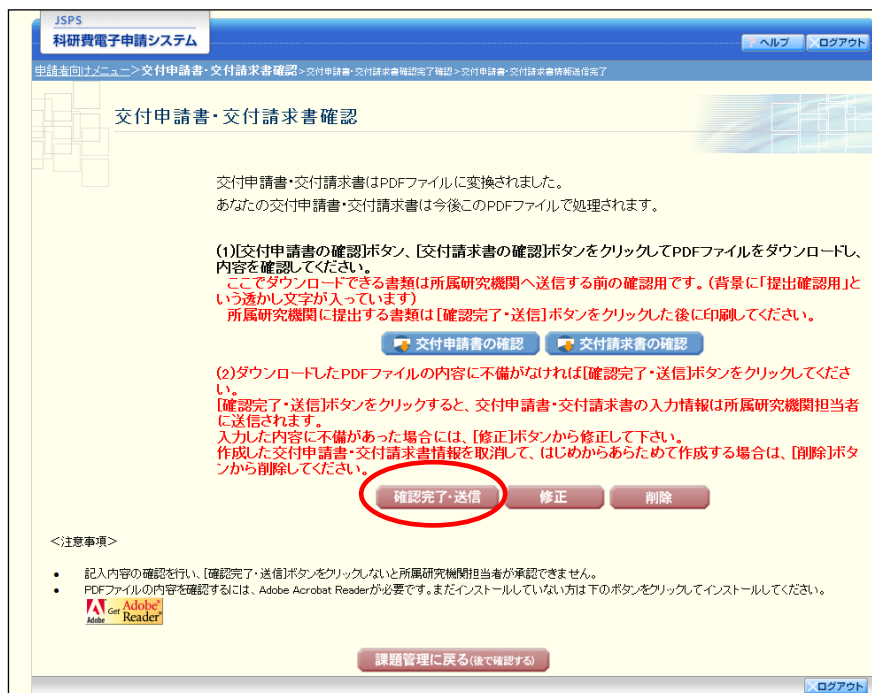 JSPS
科研費電子申請システム
? ヘルプ
×ログアウト
申請者向けメニュー>交付申請書・交付請求書確認>交付申請書・交付請求書確認完了確認>交付申請書・交付請求書情報送信完了
交付申請書・交付請求書確認
交付申請書・交付請求書はPDFファイルに変換されました。
あなたの交付申請書・交付請求書は今後このPDFファイルで処理されます。
(1)[交付申請書の確認]ボタン、[交付請求書の確認]ボタンをクリックしてPDFファイルをダウンロードし、
内容を確認してください。
ここでダウンロードできる書類は所属研究機関へ送信する前の確認用です。(背景に「提出確認用」と
いう透かし文字が入っています)
所属研究機関に提出する書類は[確認完了・送信]ボタンをクリックした後に印刷してください。
交付申請書の確認
交付請求書の確認
(2)ダウンロードしたPDFファイルの内容に不備がなければ[確認完了・送信]ボタンをクリックしてくださ
い。
[確認完了・送信]ボタンをクリックすると、交付申請書・交付請求書の入力情報は所属研究機関担当者
に送信されます。
入力した内容に不備があった場合には、[修正]ボタンから修正して下さい。
作成した交付申請書・交付請求書情報を取消して、はじめからあらためて作成する場合は、[削除]ボタ
ンから削除してください。
確認完了・送信
修正
削除
<注意事項>
● 記入内容の確認を行い、[確認完了・送信]ボタンをクリックしないと所属研究機関担当者が承認できません。
● PDFファイルの内容を確認するには、Adobe Acrobat Readerが必要です。まだインストールしていない方は下のボタンをクリックしてインストールしてください。
Adobe Get Adobe® Reader®
課題管理に戻る(後で確認する)
×ログアウト